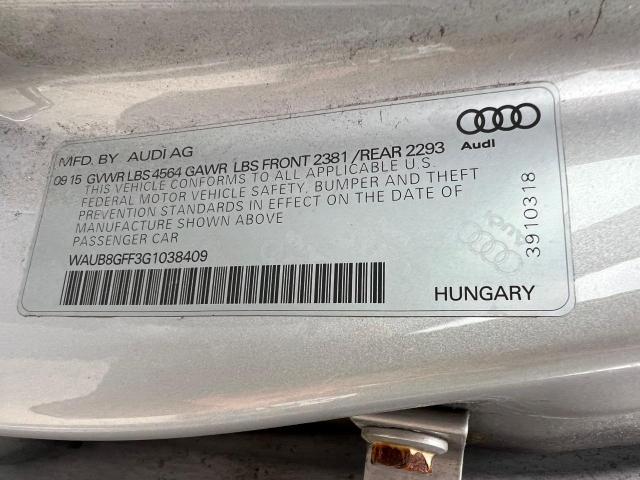 MFD. BY AUDI AG
09 15 GVWR LBS 4564 GAWR LBS FRONT 2381 /REAR 2293
THIS VEHICLE CONFORMS TO ALL APPLICABLE U.S.
FEDERAL MOTOR VEHICLE SAFETY, BUMPER AND THEFT
PREVENTION STANDARDS IN EFFECT ON THE DATE OF
MANUFACTURE SHOWN ABOVE
PASSENGER CAR
WAUB8GFF3G1038409
Audi
3910318
AUDI
HUNGARY